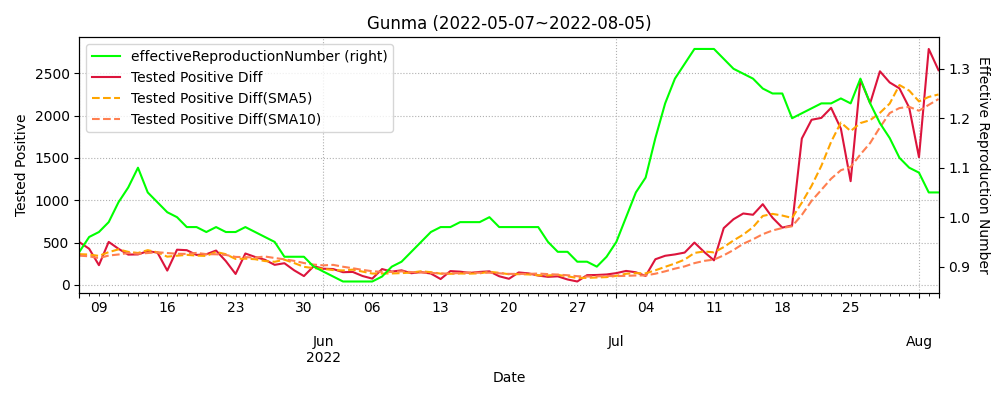 Gunma (2022-05-07~2022-08-05)
effectiveReproductionNumber (right)
Tested Positive Diff
Tested Positive Diff(SMA5)
Tested Positive Diff(SMA10)
Tested Positive
2500
2000
1500
1000
500
0
1.3
1.2
1.1
1.0
0.9
Effective Reproduction Number
09 16 23 30 06 13 20 27 04 11 18 25
Jun Jul Aug
2022
Date